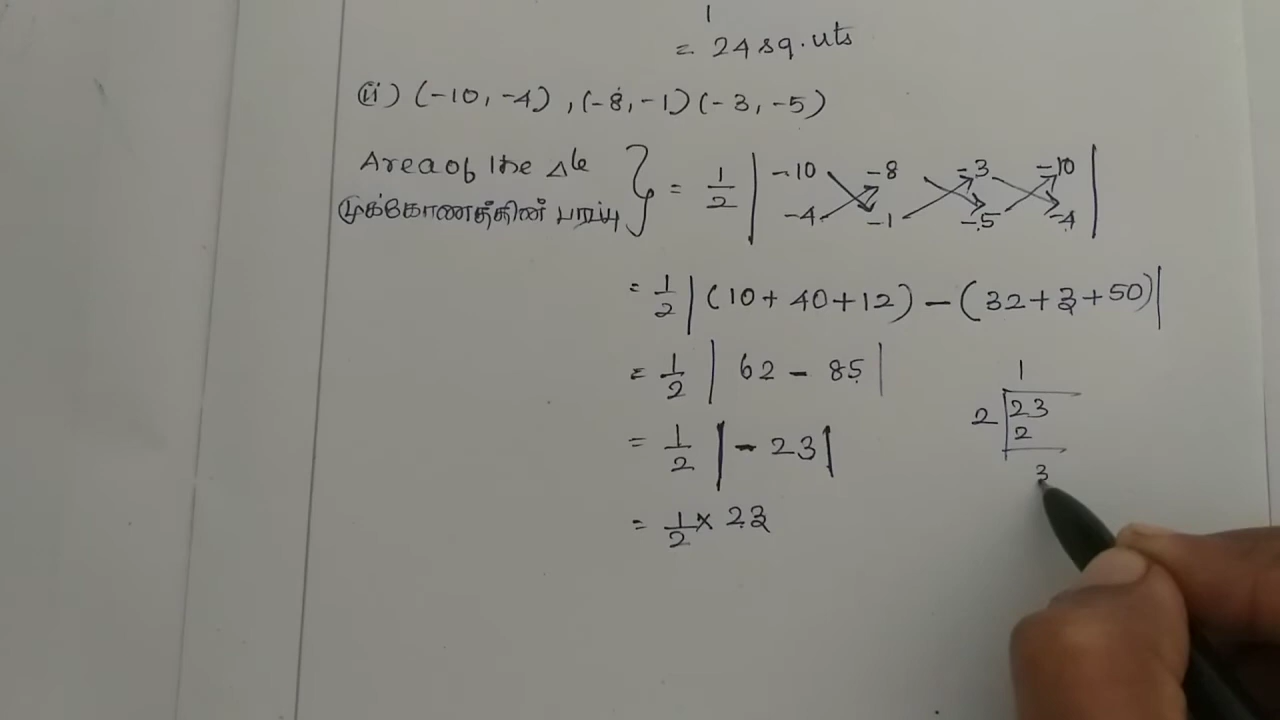 1
= 24 sq. uts
ii) (-10, -4), (-8, -1) (-3, -5)
Area of the Δle
முக்கோணத்தின் பரப்பு } = 1/2 | -10 -8 -3 -10
-4 -1 -5 -4 |
= 1/2 |(10 + 40 + 12) - (32 + 3 + 50)|
= 1/2 | 62 - 85 |
= 1/2 | - 23 |
= 1/2 × 23
1
2 23
2
3